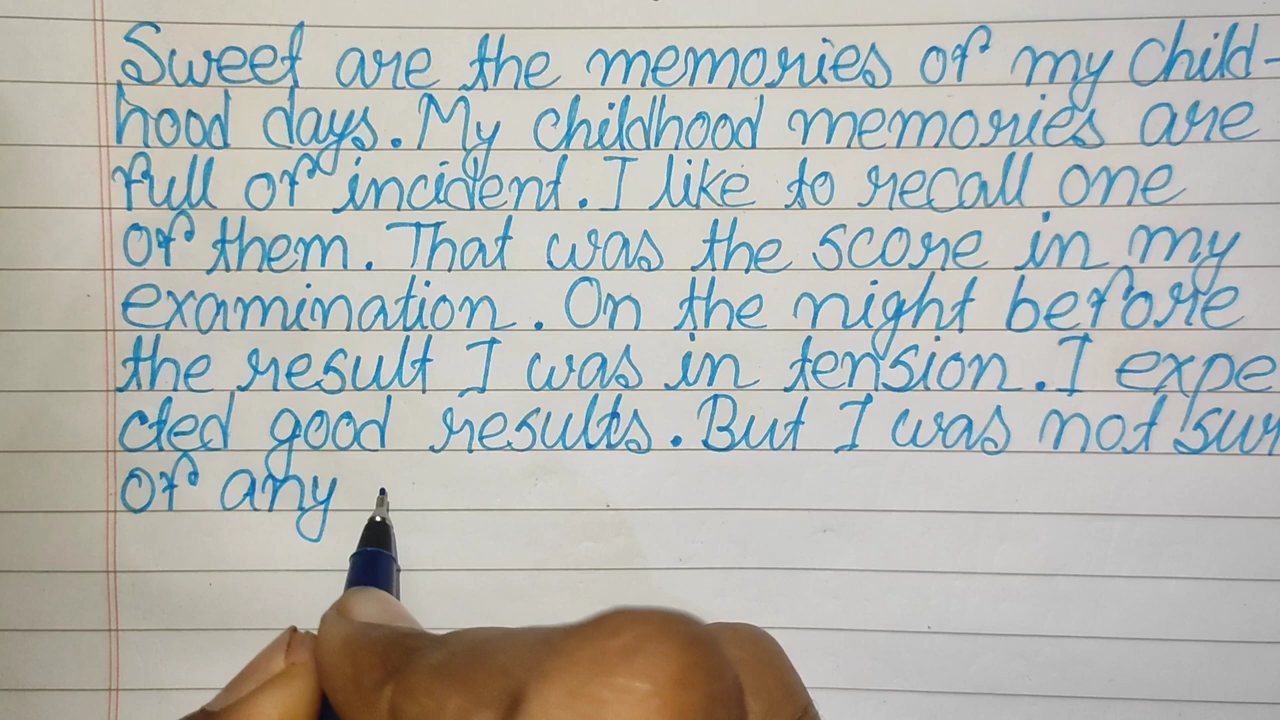 Sweet are the memories of my child-
hood days. My childhood memories are
full of incident. I like to recall one
of them. That was the score in my
examination. On the night before
the result I was in tension. I expe
cted good results. But I was not sur
of any